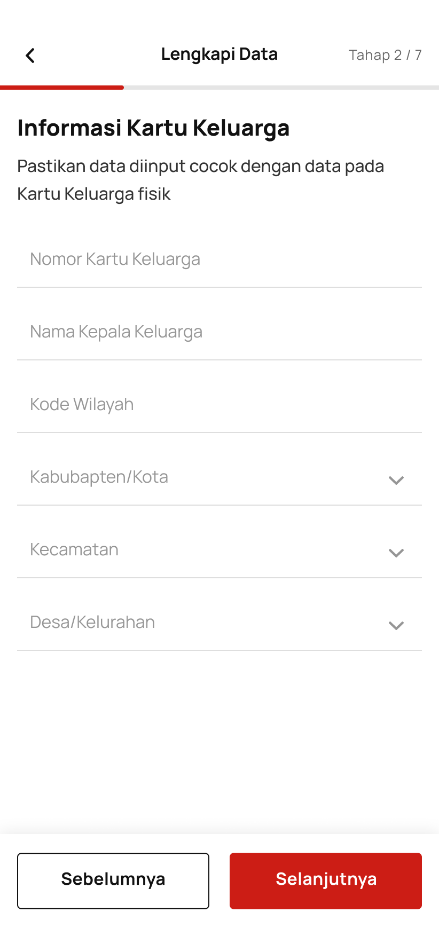 Lengkapi Data
Tahap 2 / 7
Informasi Kartu Keluarga
Pastikan data diinput cocok dengan data pada
Kartu Keluarga fisik
Nomor Kartu Keluarga
Nama Kepala Keluarga
Kode Wilayah
Kabubapten/Kota
Kecamatan
Desa/Kelurahan
Sebelumnya
Selanjutnya